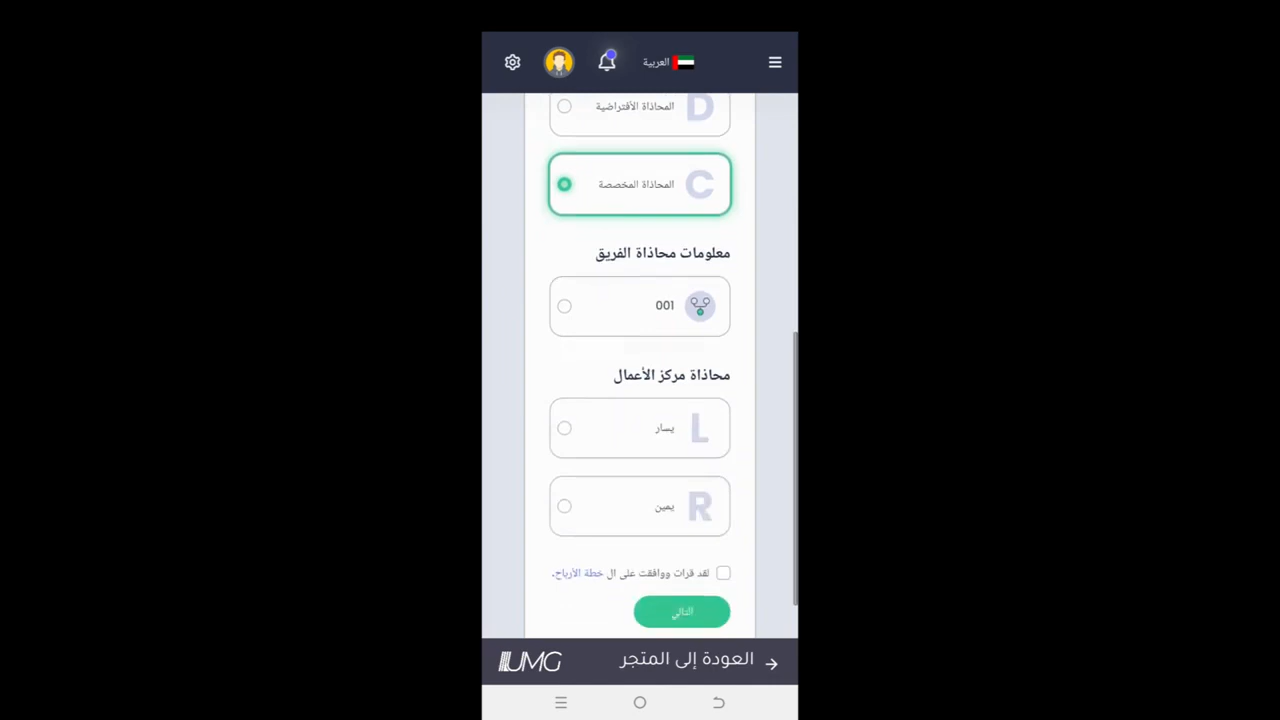 العربية
D المحاذاة الأفتراضية
C المحاذاة المخصصة
معلومات محاذاة الفريق
001
محاذاة مركز الأعمال
L يسار
R يمين
لقد قرات ووافقت على ال خطة الأرباح.
التالي
العودة إلى المتجر
UMG